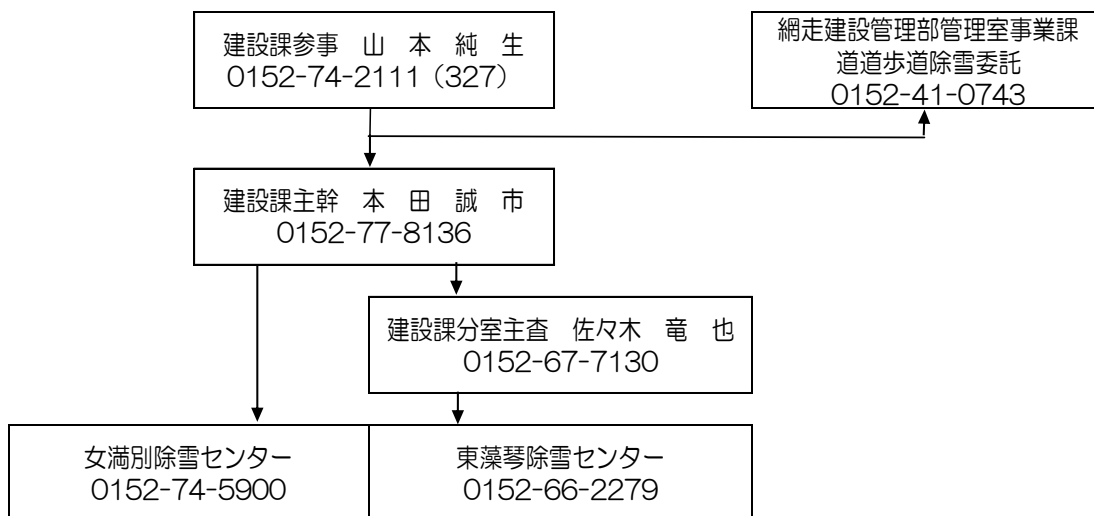 建設課参事　山　本　純　生
0152-74-2111（327）
網走建設管理部管理室事業課
道道歩道除雪委託
0152-41-0743
建設課主幹　本　田　誠　市
0152-77-8136
建設課分室主査　佐々木　竜　也
0152-67-7130
女満別除雪センター
0152-74-5900
東藻琴除雪センター
0152-66-2279